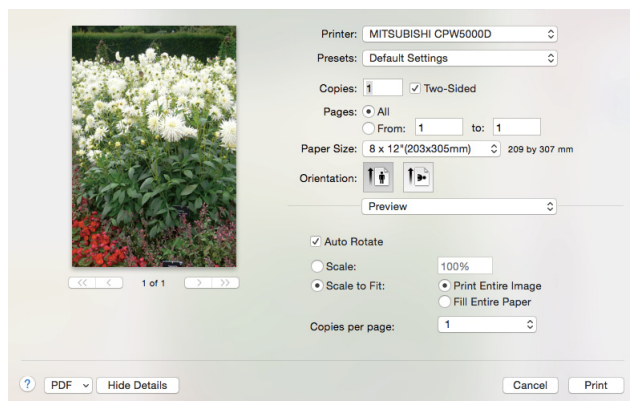 Printer: MITSUBISHI CPW5000D
Presets: Default Settings
Copies: 1 Two-Sided
Pages: All
From: 1 to: 1
Paper Size: 8 x 12"(203x305mm) 209 by 307 mm
Orientation:
Preview
Auto Rotate
Scale: 100%
Scale to Fit: Print Entire Image
Fill Entire Paper
Copies per page: 1
<< < 1 of 1 > >>
? PDF Hide Details Cancel Print